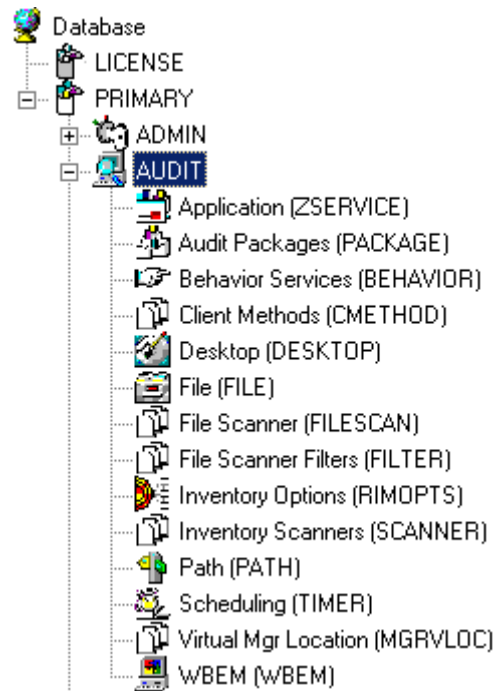 Database
LICENSE
PRIMARY
ADMIN
AUDIT
Application (ZSERVICE)
Audit Packages (PACKAGE)
Behavior Services (BEHAVIOR)
Client Methods (CMETHOD)
Desktop (DESKTOP)
File (FILE)
File Scanner (FILESCAN)
File Scanner Filters (FILTER)
Inventory Options (RIMOPTS)
Inventory Scanners (SCANNER)
Path (PATH)
Scheduling (TIMER)
Virtual Mgr Location (MGRVLOC)
WBEM (WBEM)